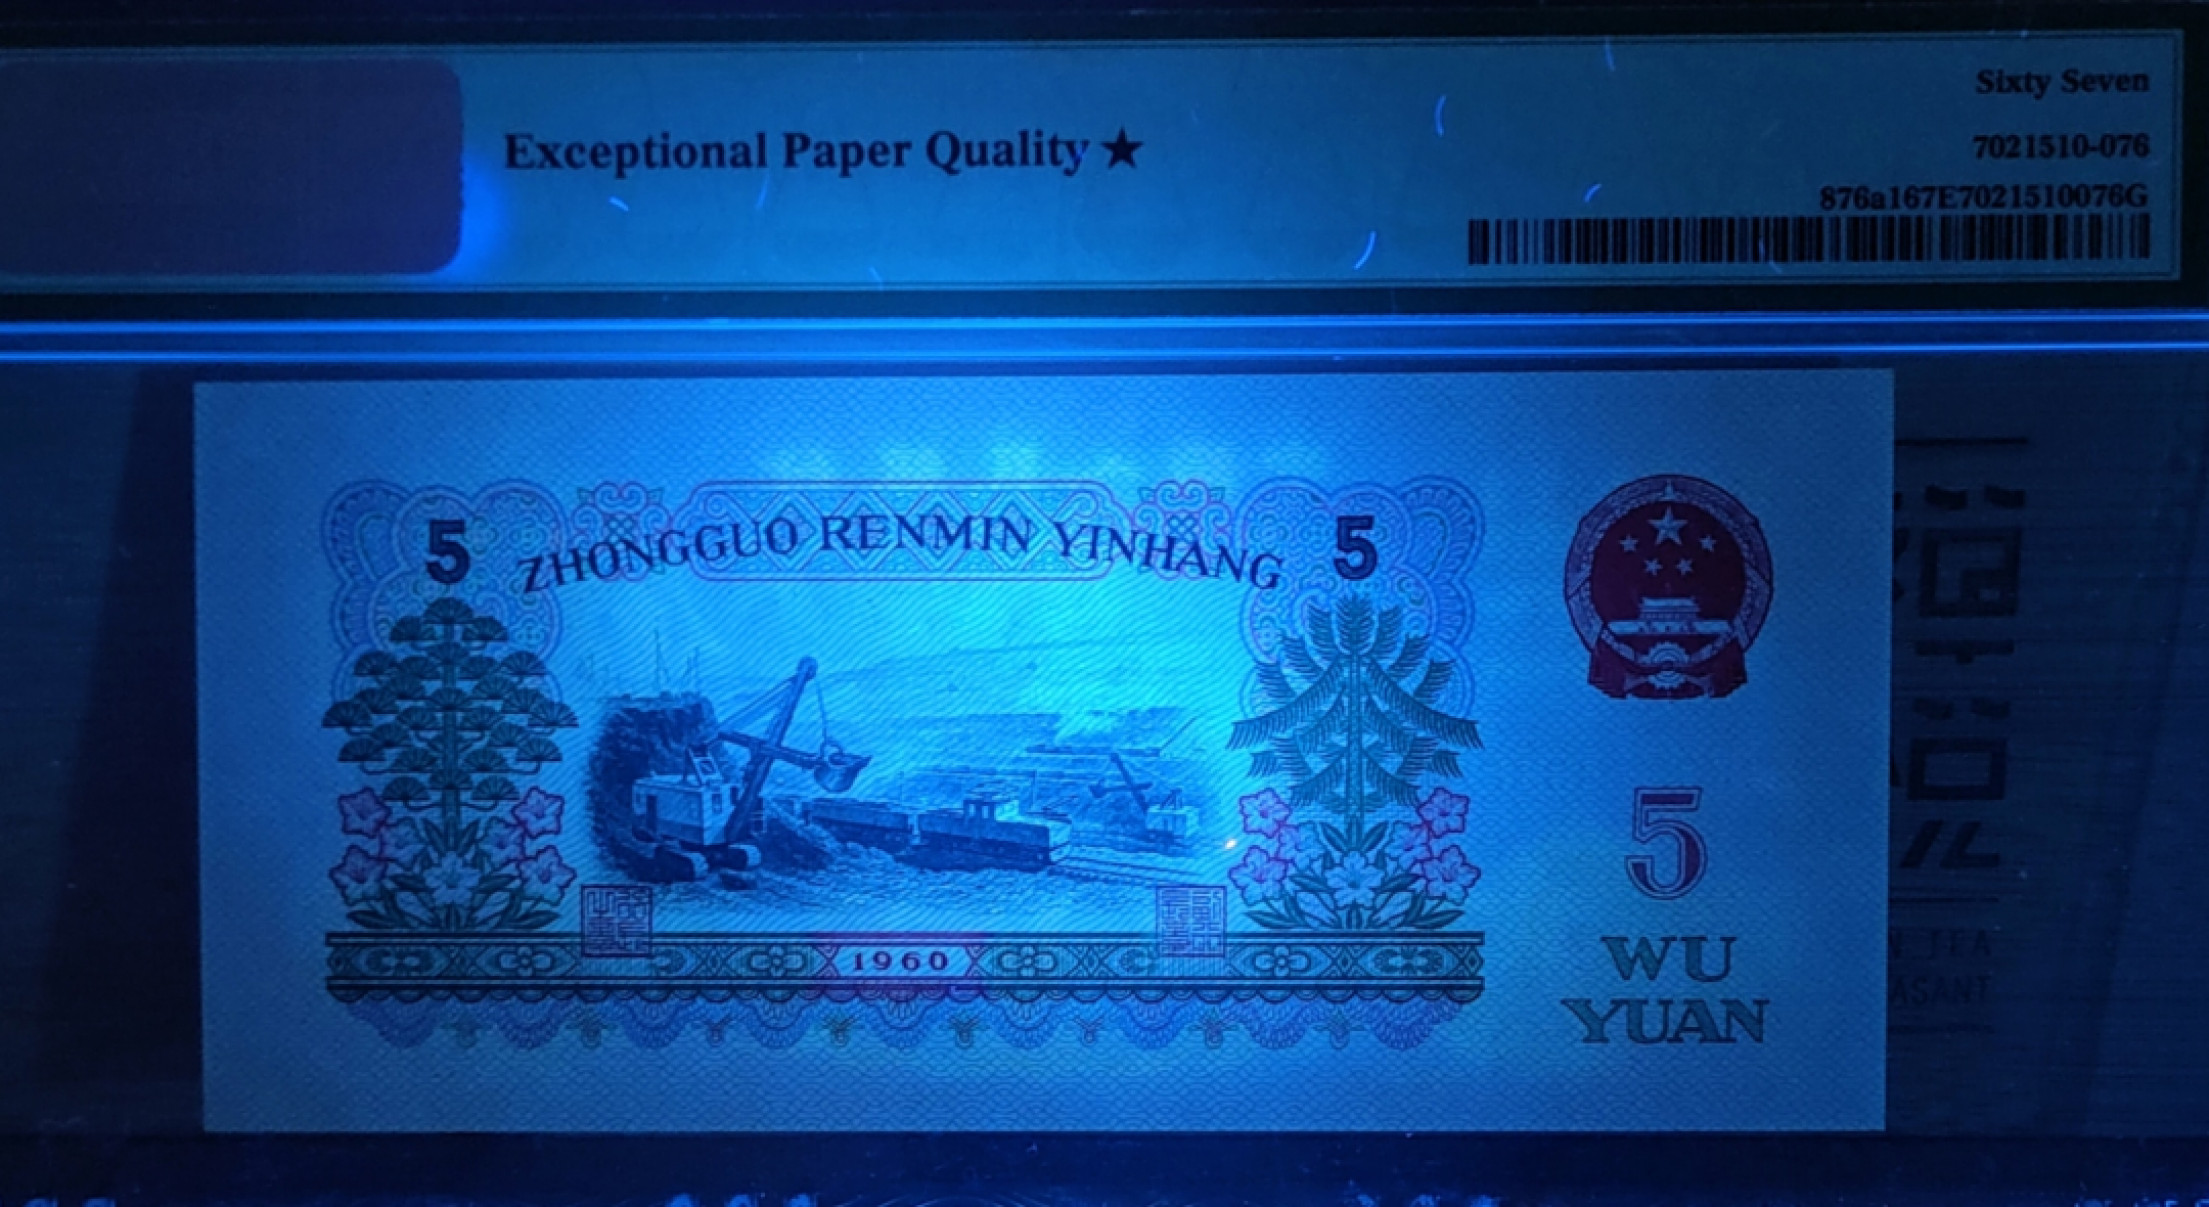 Exceptional Paper Quality ★
Sixty Seven
7021510-076
876a167E7021510076G
5 ZHONGGUO RENMIN YINHANG 5
1960
5
WU
YUAN